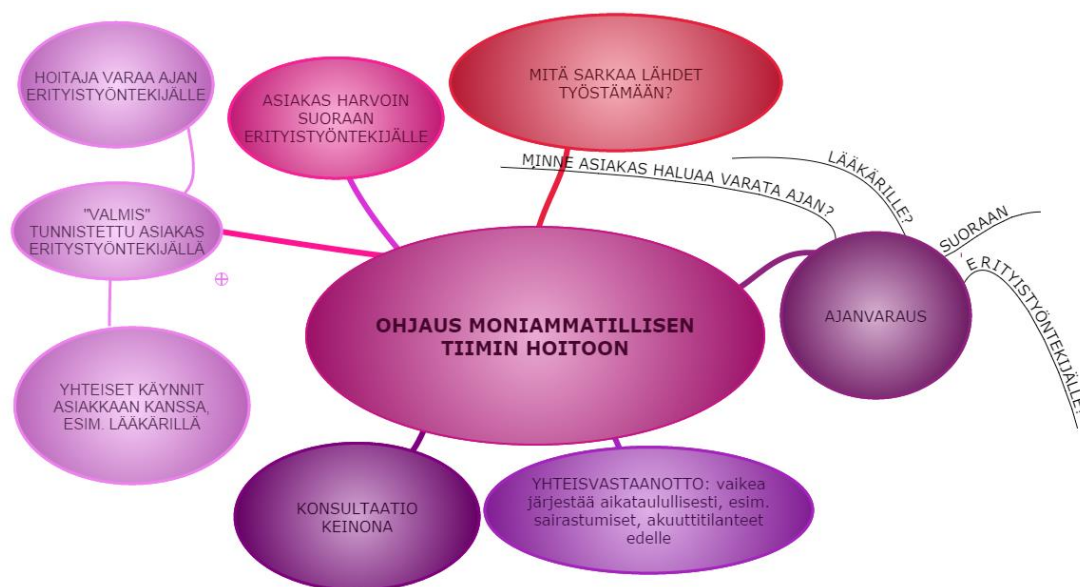 HOITAJA VARAA AJAN
ERITYISTYÖNTEKIJÄLLE
ASIAKAS HARVOIN
SUORAAN
ERITYISTYÖNTEKIJÄLLE
MITÄ SARKAA LÄHDET
TYÖSTÄMÄÄN?
MINNE ASIAKAS HALUAA VARATA AJAN?
LÄÄKÄRILLE?
SUORAAN
ERITYISTYÖNTEKIJÄLLE?
"VALMIS"
TUNNISTETTU ASIAKAS
ERITYSTYÖNTEKIJÄLLÄ
AJANVARAUS
OHJAUS MONIAMMATILLISEN
TIIMIN HOITOON
YHTEISET KÄYNNIT
ASIAKKAAN KANSSA,
ESIM. LÄÄKÄRILLÄ
KONSULTAATIO
KEINONA
YHTEISVASTAANOTTO: vaikea
järjestää aikataulullisesti, esim.
sairastumiset, akuuttitilanteet
edelle